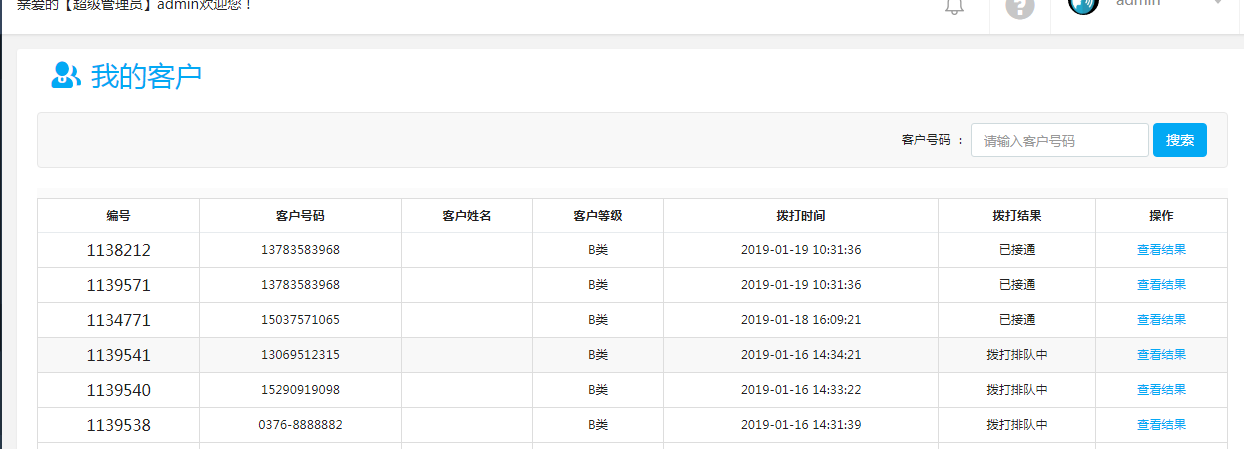 亲爱的【超级管理员】admin欢迎您！
admin
我的客户
客户号码 ： 请输入客户号码 搜索
编号 客户号码 客户姓名 客户等级 拨打时间 拨打结果 操作
1138212 13783583968 B类 2019-01-19 10:31:36 已接通 查看结果
1139571 13783583968 B类 2019-01-19 10:31:36 已接通 查看结果
1134771 15037571065 B类 2019-01-18 16:09:21 已接通 查看结果
1139541 13069512315 B类 2019-01-16 14:34:21 拨打排队中 查看结果
1139540 15290919098 B类 2019-01-16 14:33:22 拨打排队中 查看结果
1139538 0376-8888882 B类 2019-01-16 14:31:39 拨打排队中 查看结果